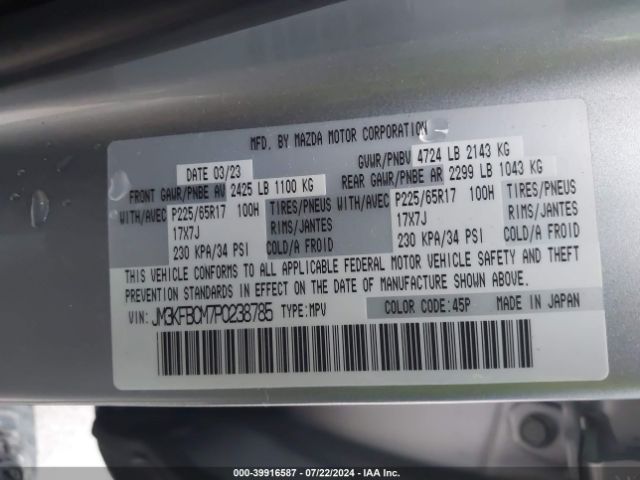 MFD. BY MAZDA MOTOR CORPORATION
DATE 03/23 GVWR/PNBV 4724 LB 2143 KG
FRONT GAWR/PNBE AV 2425 LB 1100 KG REAR GAWR/PNBE AR 2299 LB 1043 KG
WITH/AVEC P225/65R17 100H TIRES/PNEUS WITH/AVEC P225/65R17 100H TIRES/PNEUS
17X7J RIMS/JANTES 17X7J RIMS/JANTES
230 KPA/34 PSI COLD/A FROID 230 KPA/34 PSI COLD/A FROID
THIS VEHICLE CONFORMS TO ALL APPLICABLE FEDERAL MOTOR VEHICLE SAFETY AND THEFT
PREVENTION STANDARDS IN EFFECT ON THE DATE OF MANUFACTURE SHOWN ABOVE.
VIN: JM3KFBCM7P0238785 TYPE: MPV COLOR CODE: 45P MADE IN JAPAN
000-39916587 - 07/22/2024 - IAA Inc.